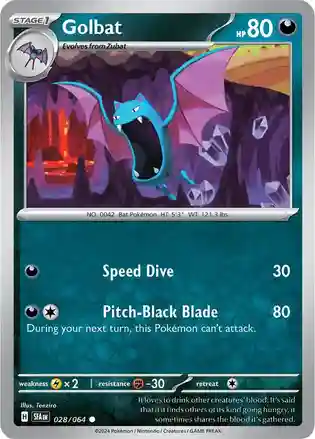 STAGE 1
Golbat
HP 80
Evolves from Zubat
NO. 0042 Bat Pokémon HT: 5'3" WT: 121.3 lbs.
Speed Dive 30
Pitch-Black Blade 80
During your next turn, this Pokémon can't attack.
weakness ×2 resistance -30 retreat
Illus. Tenziro
H SFA EN 028/064
It loves to drink other creatures' blood. It's said
that if it finds others of its kind going hungry, it
sometimes shares the blood it's gathered.
©2024 Pokémon / Nintendo / Creatures / GAME FREAK.